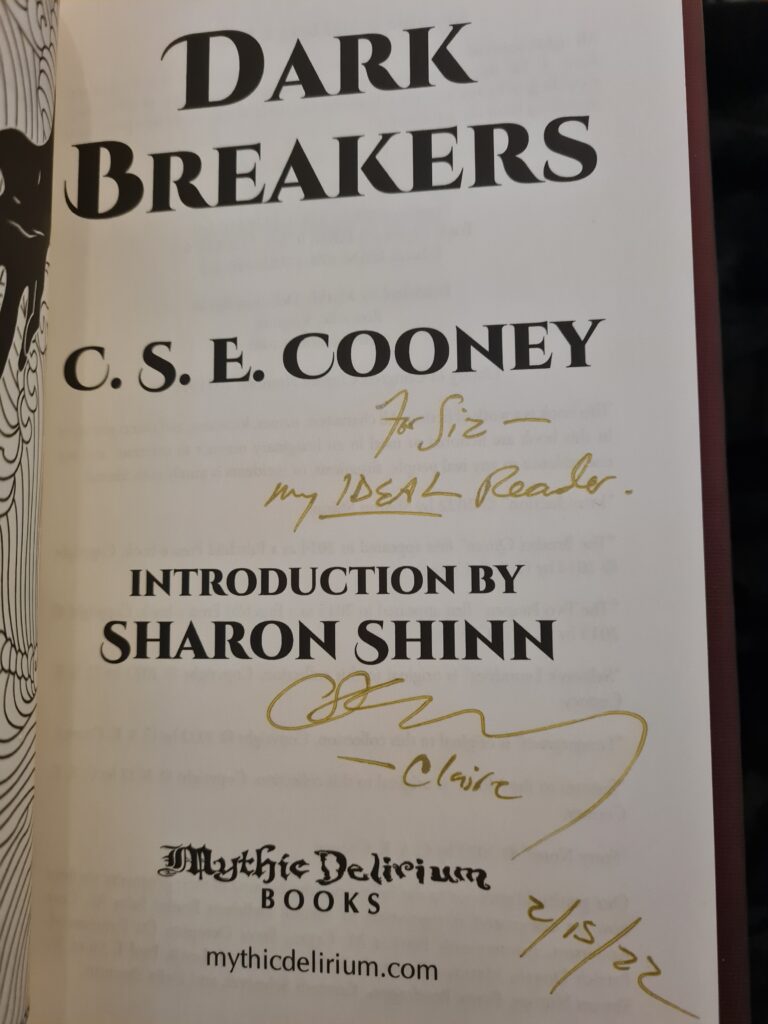 DARK
BREAKERS
C. S. E. COONEY
For Siz —
my IDEAL Reader.
INTRODUCTION BY
SHARON SHINN
— Claire
Mythic Delirium
BOOKS
mythicdelirium.com
2/15/22